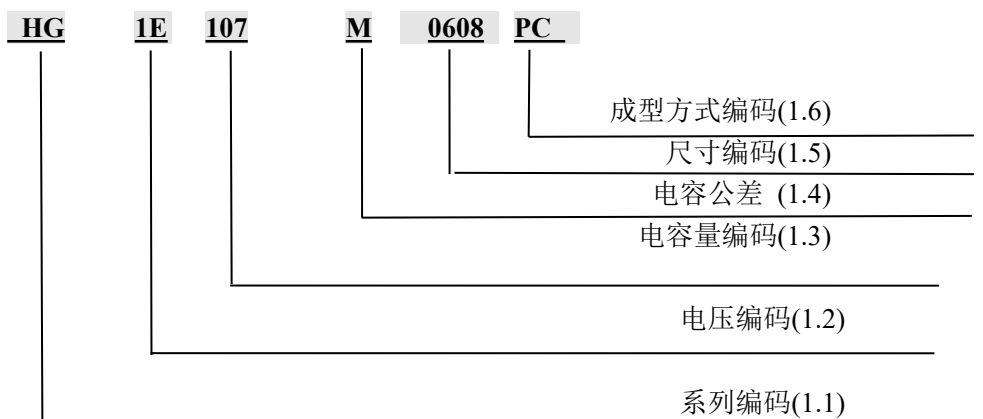 HG 1E 107 M 0608 PC
成型方式编码(1.6)
尺寸编码(1.5)
电容公差 (1.4)
电容量编码(1.3)
电压编码(1.2)
系列编码(1.1)